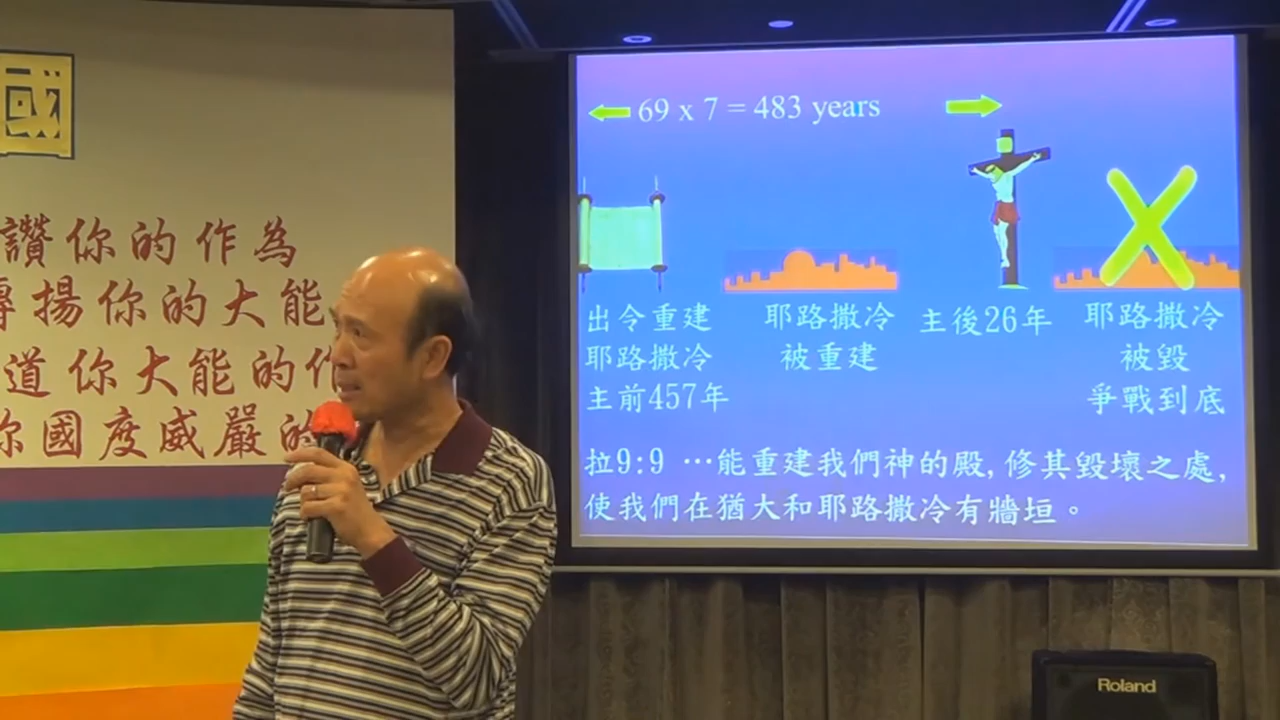 國
讚你的作為
傳揚你的大能
道你大能的作
你國度威嚴的
69 x 7 = 483 years
出令重建
耶路撒冷
主前457年
耶路撒冷
被重建
主後26年
耶路撒冷
被毀
爭戰到底
拉9:9 …能重建我們神的殿,修其毀壞之處,
使我們在猶大和耶路撒冷有牆垣。
Roland